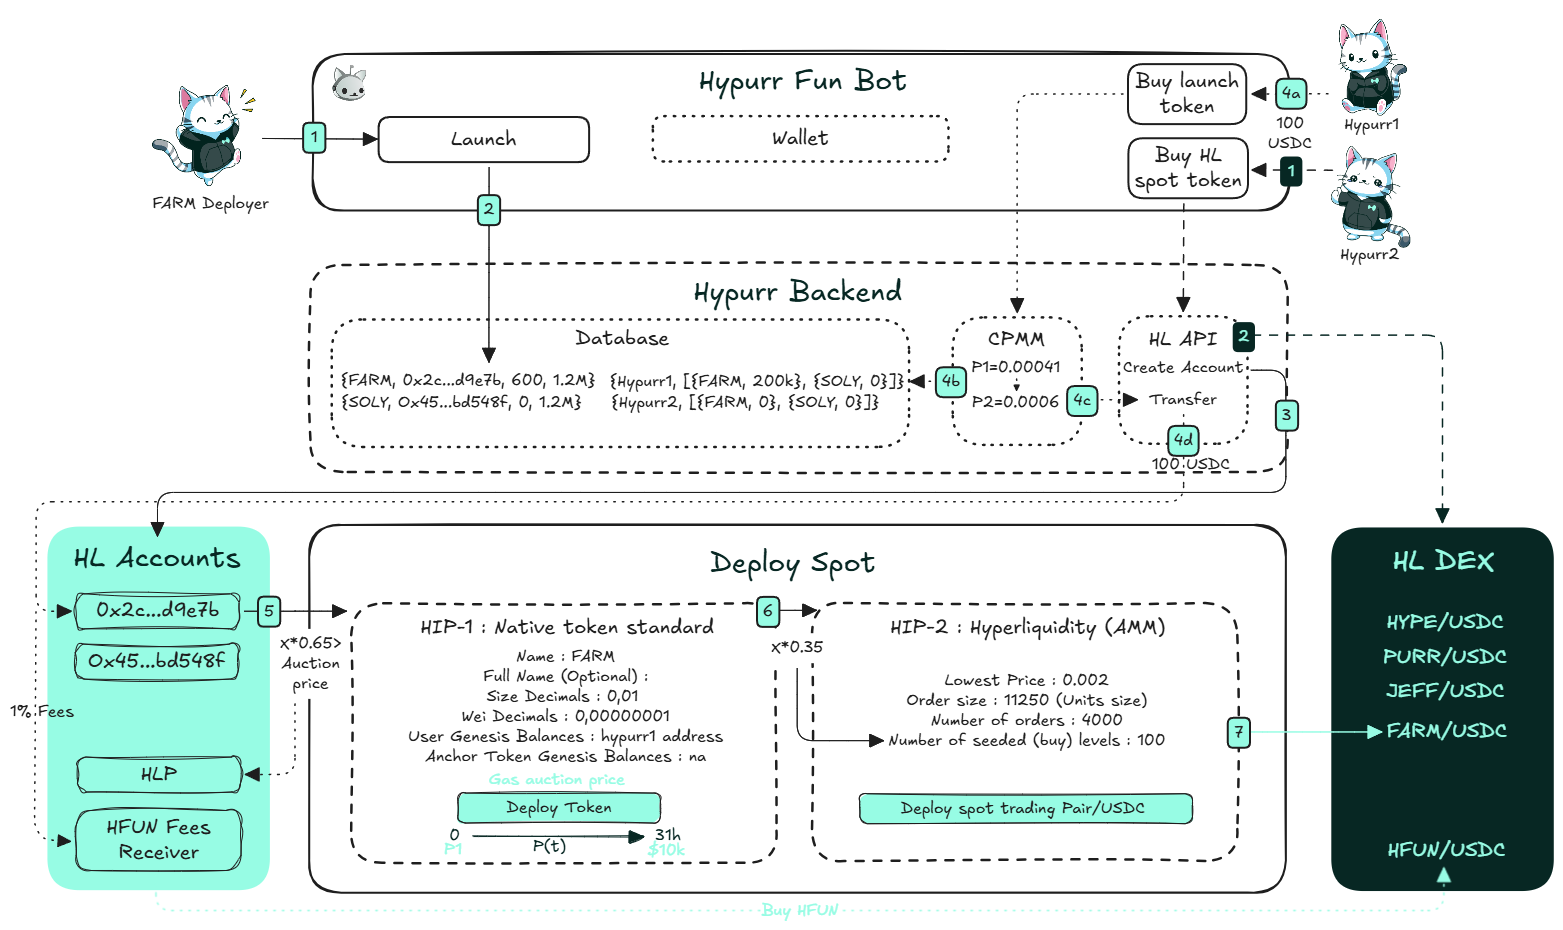 Hypurr Fun Bot
Launch
Wallet
Buy launch
token
Buy HL
spot token
1
2
4a
100
USDC
1
Hypurr1
Hypurr2
FARM Deployer
Hypurr Backend
Database
{FARM, 0x2c...d9e7b, 600, 1.2M}
{SOLY, 0x45...bd548f, 0, 1.2M}
{Hypurr1, [{FARM, 200k}, {SOLY, 0}]}
{Hypurr2, [{FARM, 0}, {SOLY, 0}]}
4b
CPMM
P1=0.00041
P2=0.0006
4c
HL API
2
Create Account
Transfer
3
4d
100 USDC
HL Accounts
0x2c...d9e7b
0x45...bd548f
1% Fees
HLP
HFUN Fees
Receiver
5
x*0.65>
Auction
price
Deploy Spot
HIP-1 : Native token standard
Name : FARM
Full Name (Optional) :
Size Decimals : 0,01
Wei Decimals : 0,00000001
User Genesis Balances : hypurr1 address
Anchor Token Genesis Balances : na
Gas auction price
Deploy Token
0
31h
P1
P(t)
$10k
6
x*0.35
HIP-2 : Hyperliquidity (AMM)
Lowest Price : 0.002
Order size : 11250 (Units size)
Number of orders : 4000
Number of seeded (buy) levels : 100
Deploy spot trading Pair/USDC
7
HL DEX
HYPE/USDC
PURR/USDC
JEFF/USDC
FARM/USDC
HFUN/USDC
Buy HFUN